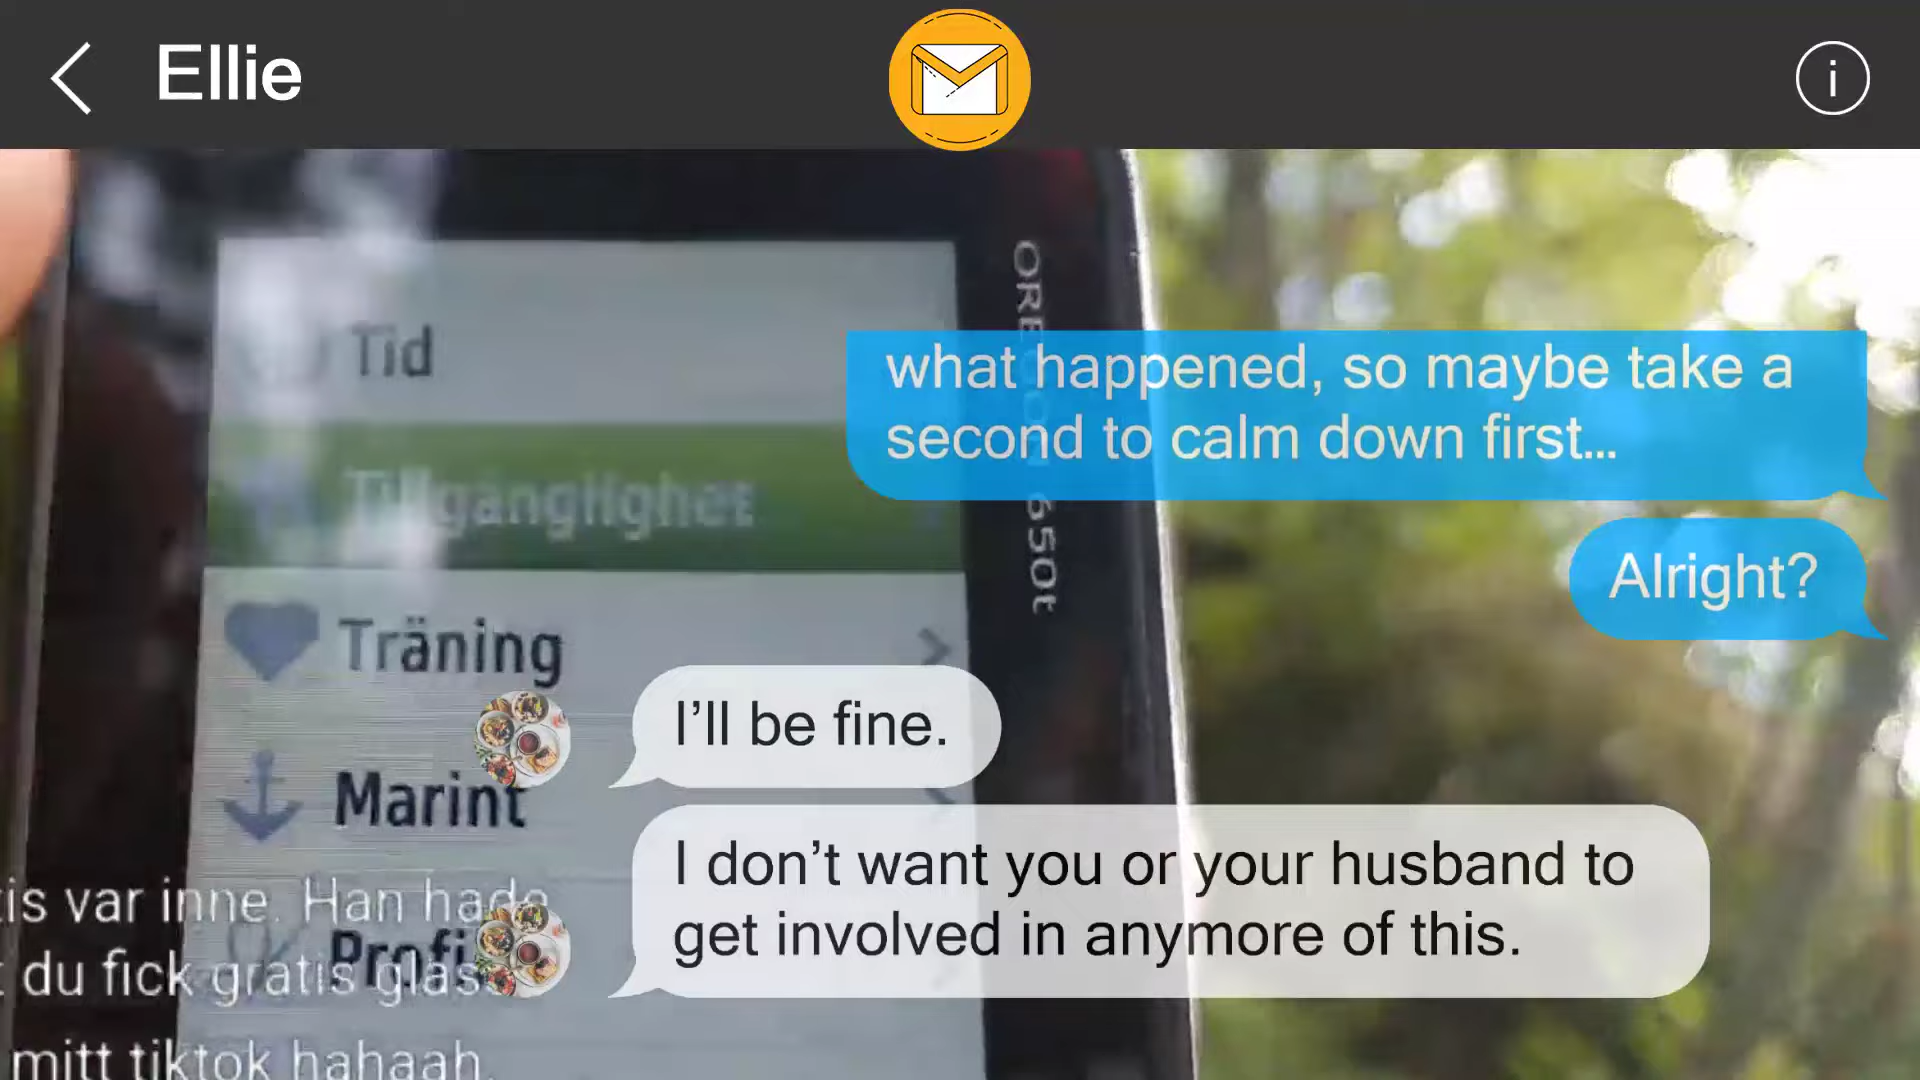 Ellie
Tid
what happened, so maybe take a
second to calm down first...
Tillgänglighet
650t
Alright?
Träning
I'll be fine.
Marint
I don't want you or your husband to
get involved in anymore of this.
is var inne. Han hade
du fick gratis glass
mitt tiktok hahaah.